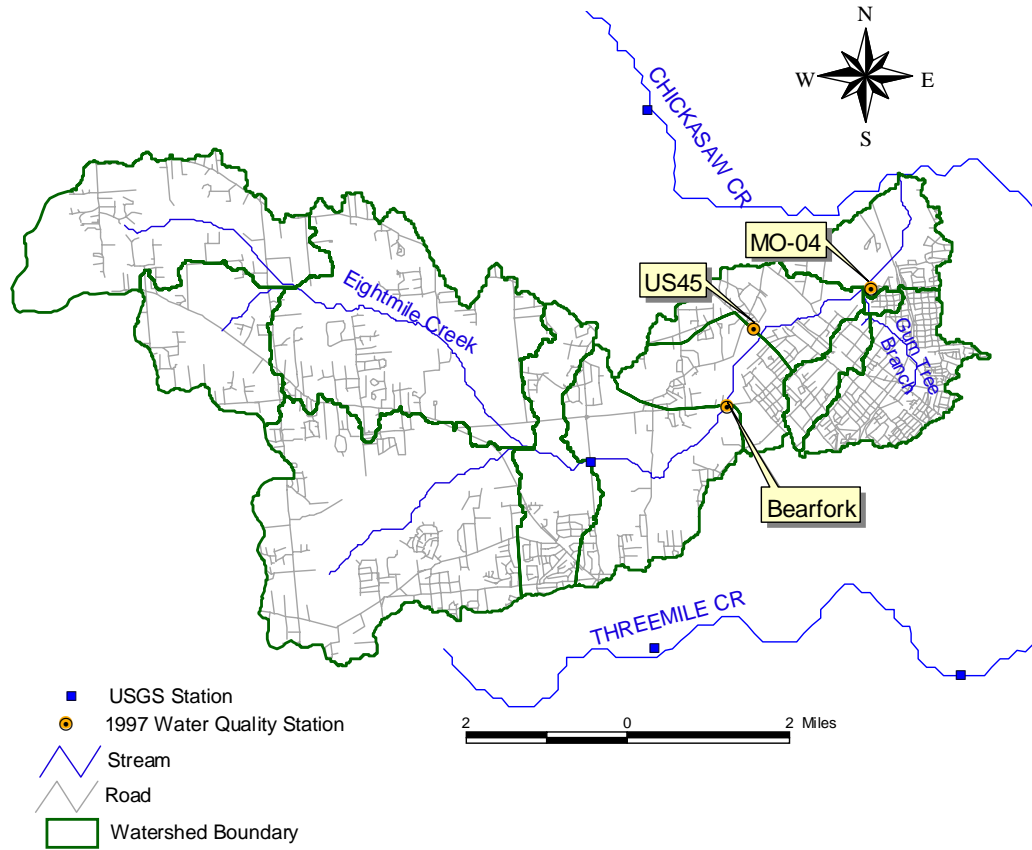 N
W
E
S
CHICKASAW CR
MO-04
US45
Eightmile Creek
Gum Tree
Branch
Bearfork
THREEMILE CR
USGS Station
1997 Water Quality Station
Stream
Road
Watershed Boundary
2 0 2 Miles